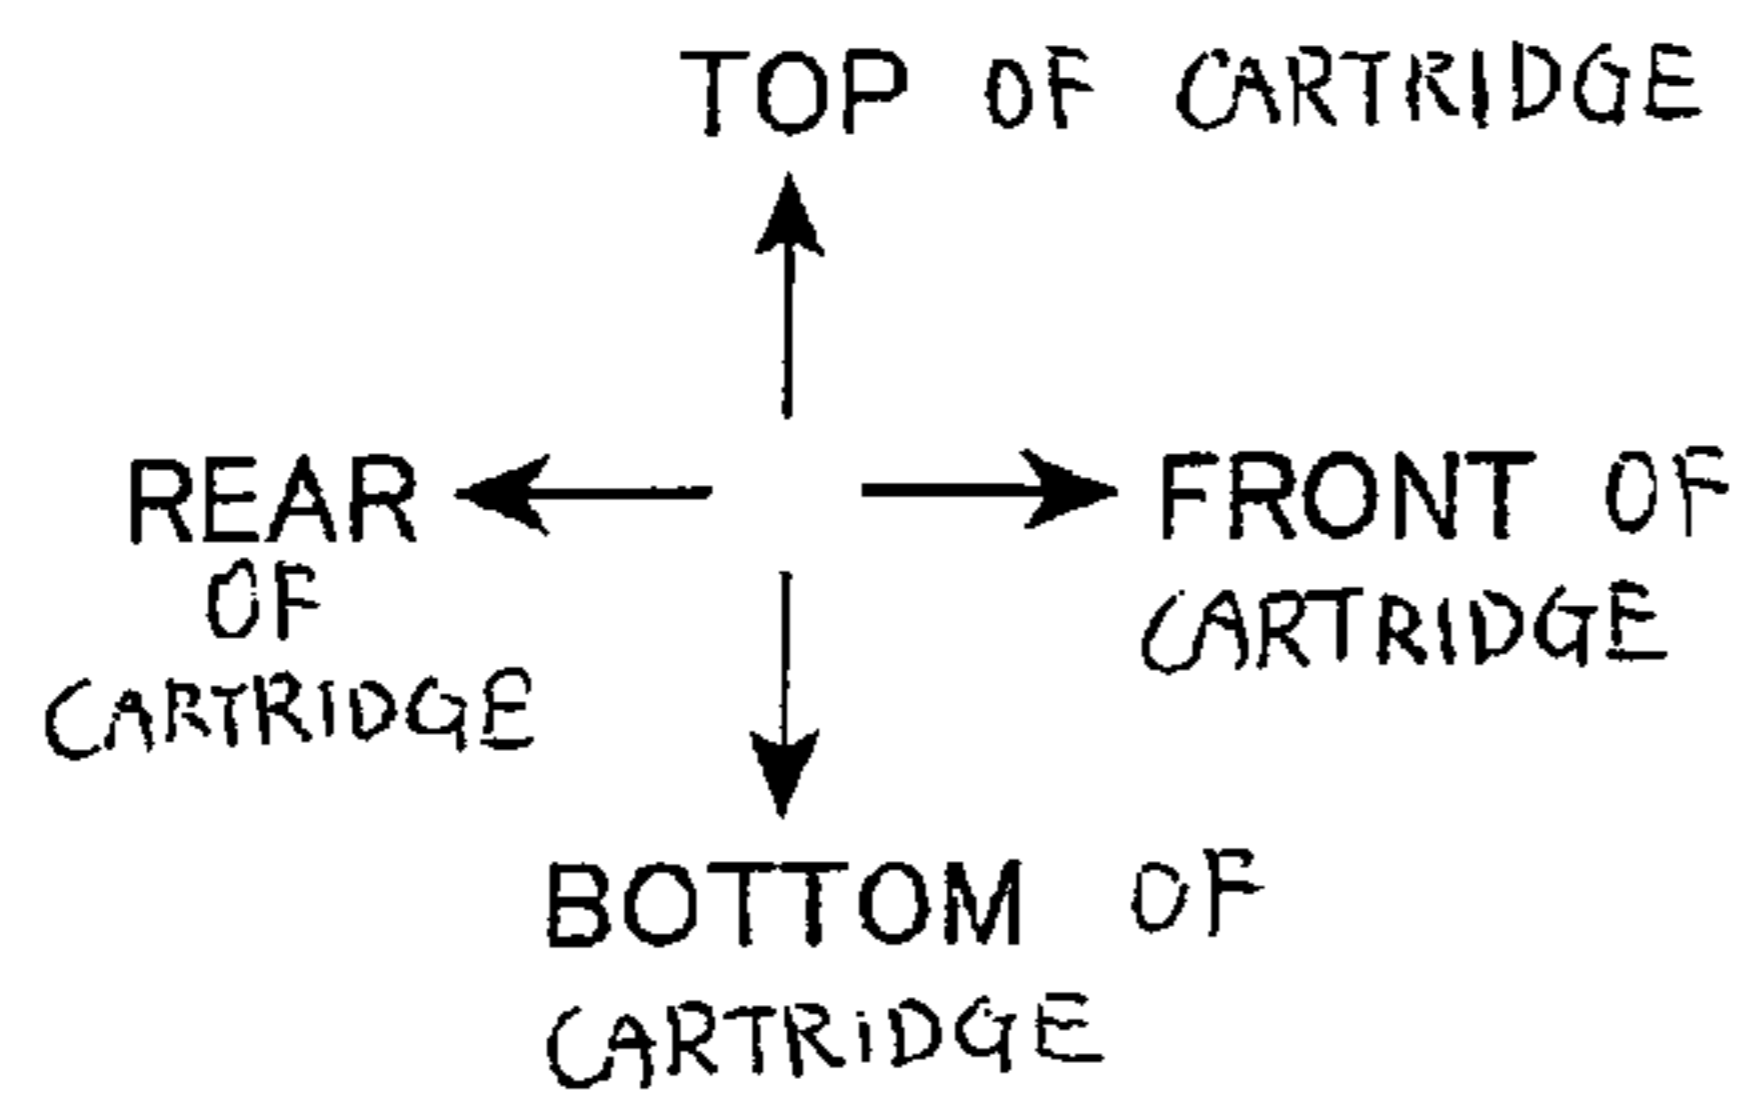 TOP OF CARTRIDGE
REAR
OF
CARTRIDGE
FRONT OF
CARTRIDGE
BOTTOM OF
CARTRiDGE